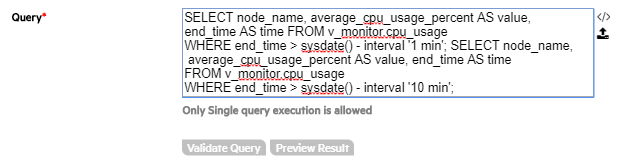 Query*
SELECT node_name, average_cpu_usage_percent AS value,
end_time AS time FROM v_monitor.cpu_usage
WHERE end_time > sysdate() - interval '1 min'; SELECT node_name,
average_cpu_usage_percent AS value, end_time AS time
FROM v_monitor.cpu_usage
WHERE end_time > sysdate() - interval '10 min';
</>
Only Single query execution is allowed
Validate Query Preview Result